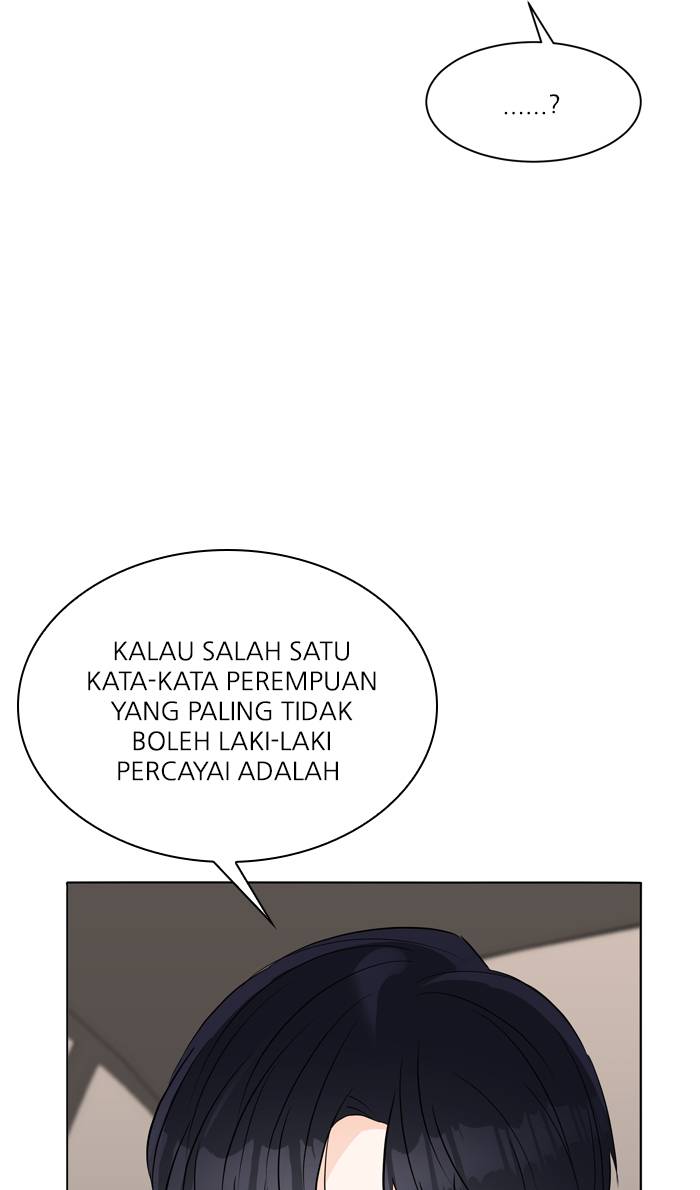 ......?
KALAU SALAH SATU
KATA-KATA PEREMPUAN
YANG PALING TIDAK
BOLEH LAKI-LAKI
PERCAYAI ADALAH